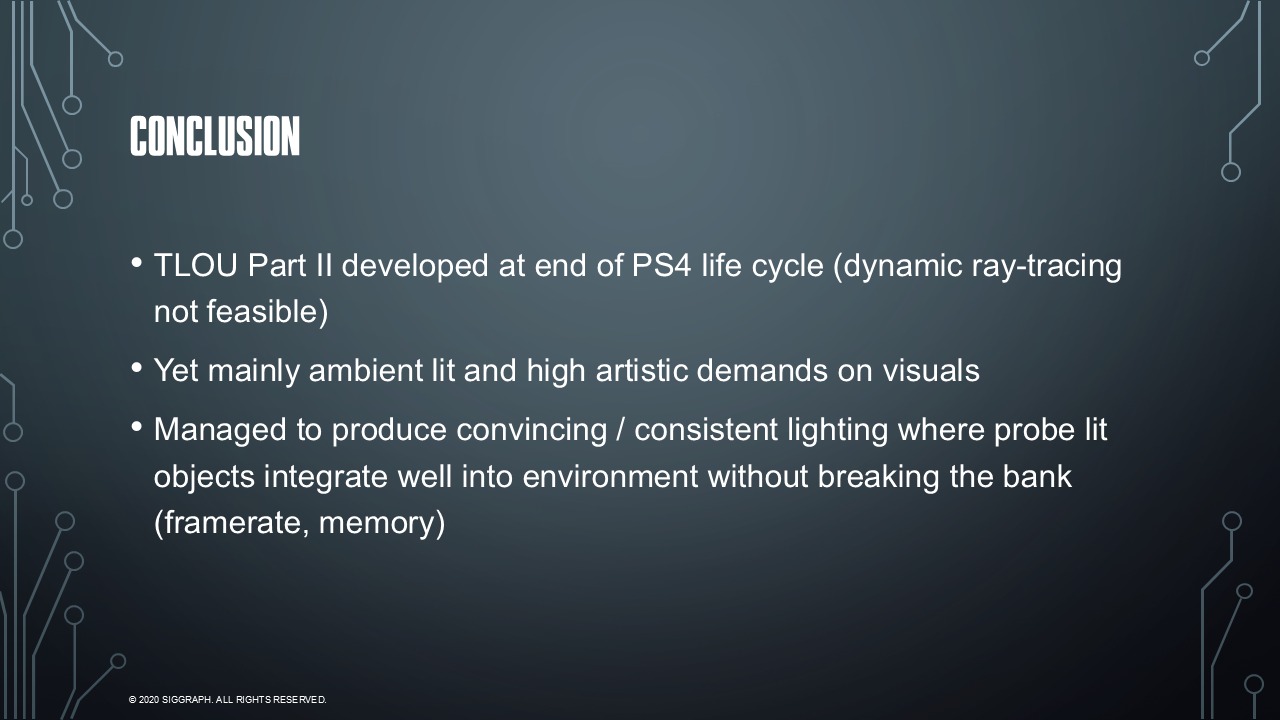 CONCLUSION
• TLOU Part II developed at end of PS4 life cycle (dynamic ray-tracing
not feasible)
• Yet mainly ambient lit and high artistic demands on visuals
• Managed to produce convincing / consistent lighting where probe lit
objects integrate well into environment without breaking the bank
(framerate, memory)
© 2020 SIGGRAPH. ALL RIGHTS RESERVED.